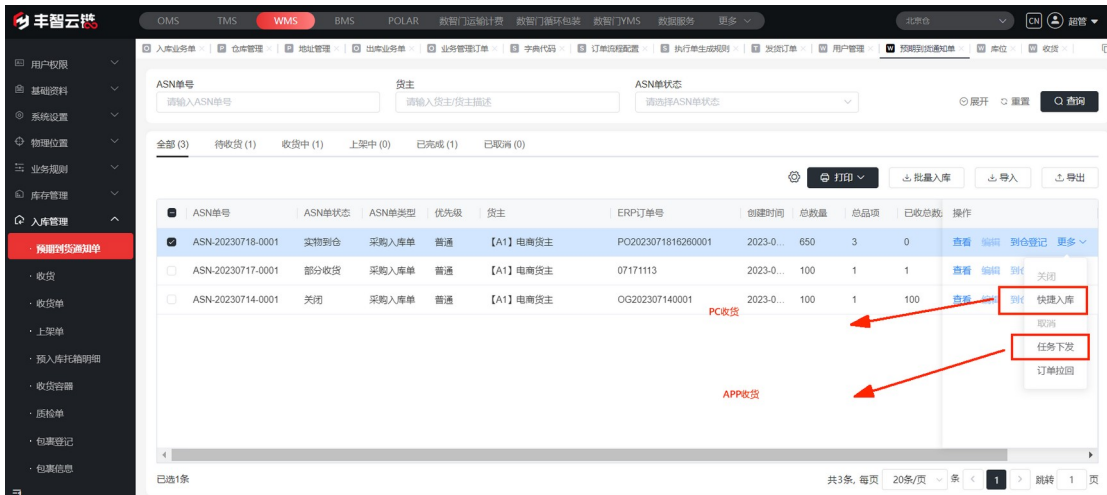 丰智云链 OMS TMS WMS BMS POLAR 数智门运输计费 数智门循环包装 数智门YMS 数据服务 更多 北京仓 CN 超管
入库业务单 仓库管理 地址管理 出库业务单 业务管理订单 字典代码 订单流程配置 执行单生成规则 发货订单 用户管理 预期到货通知单 库位 收货
用户权限
基础资料
系统设置
物理位置
业务规则
库存管理
入库管理
预期到货通知单
收货
收货单
上架单
预入库托箱明细
收货容器
质检单
包裹登记
包裹信息
ASN单号 货主 ASN单状态
请输入ASN单号 请输入货主/货主描述 请选择ASN单状态 展开 重置 查询
全部 (3) 待收货 (1) 收货中 (1) 上架中 (0) 已完成 (1) 已取消 (0)
打印 批量入库 导入 导出
ASN单号 ASN单状态 ASN单类型 优先级 货主 ERP订单号 创建时间 总数量 总品项 已收总数 操作
ASN-20230718-0001 实物到仓 采购入库单 普通 【A1】电商货主 PO2023071816260001 2023-0... 650 3 0 查看 编辑 到仓登记 更多
ASN-20230717-0001 部分收货 采购入库单 普通 【A1】电商货主 07171113 2023-0... 100 1 1 查看 编辑 到
ASN-20230714-0001 关闭 采购入库单 普通 【A1】电商货主 OG202307140001 2023-0... 100 1 100 查看 编辑 到
关闭
快捷入库
取消
任务下发
订单拉回
PC收货
APP收货
已选1条 共3条, 每页 20条/页 条 1 跳转 1 页